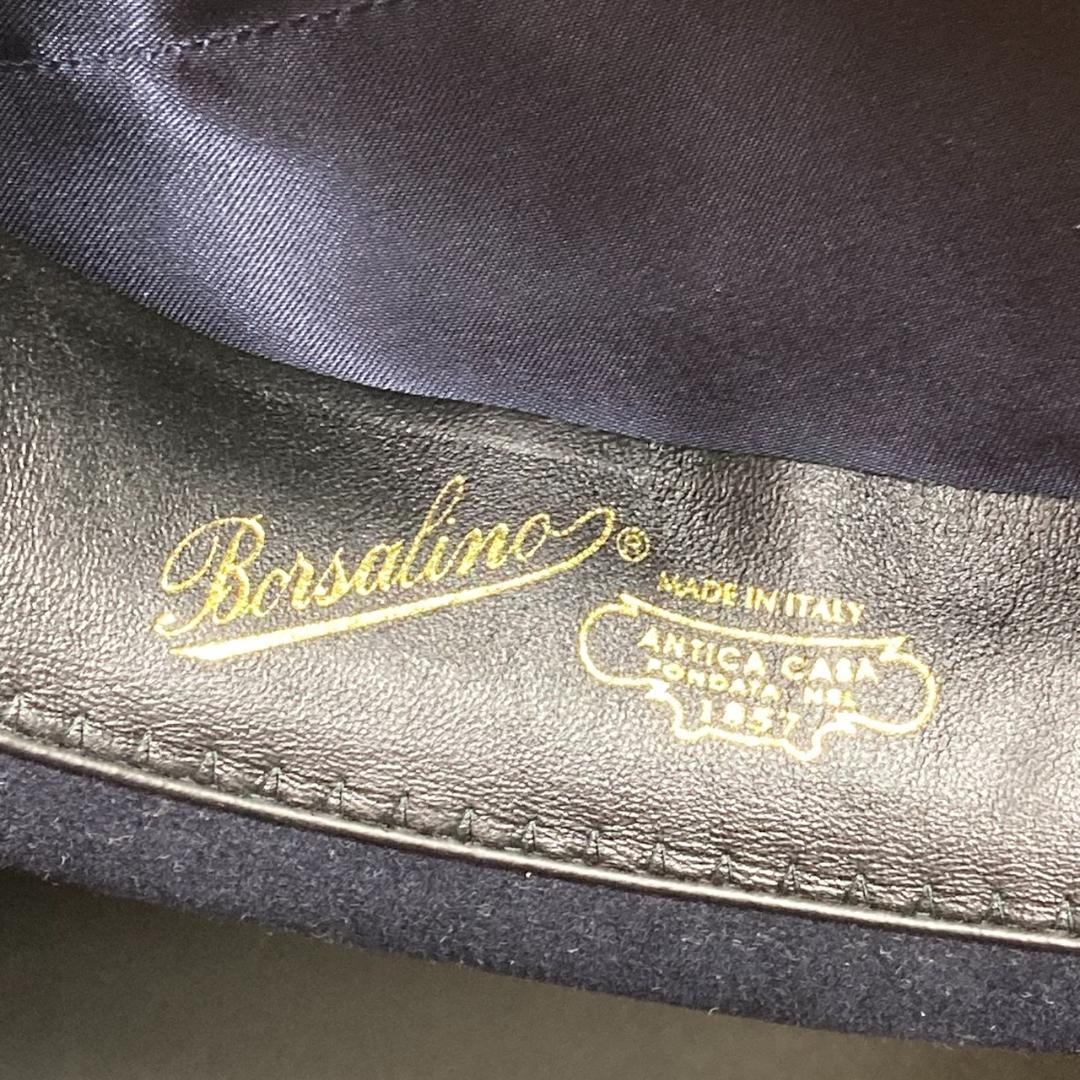 Borsalino®
MADE IN ITALY
ANTICA CASA
FONDATA NEL
1857